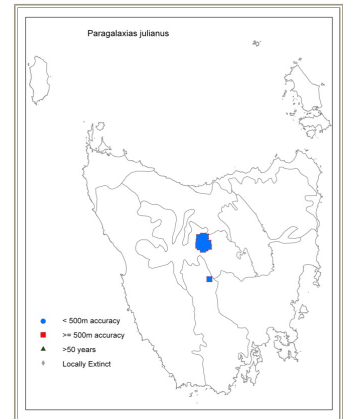 Paragalaxias julianus
< 500m accuracy
>= 500m accuracy
>50 years
Locally Extinct